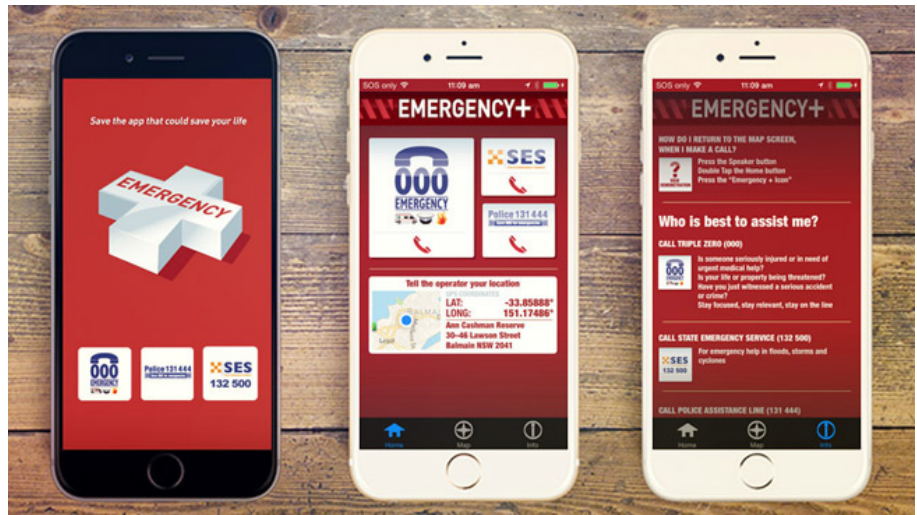 Save the app that could save your life
EMERGENCY
000
EMERGENCY
Police 131 444
SES
132 500
SOS only
11:09 am
EMERGENCY+
000
EMERGENCY
SES
Police 131 444
Tell the operator your location
GPS COORDINATES
LAT: -33.85888°
LONG: 151.17486°
Ann Cashman Reserve
30–46 Lawson Street
Balmain NSW 2041
Home
Map
Info
SOS only
11:09 am
EMERGENCY+
HOW DO I RETURN TO THE MAP SCREEN,
WHEN I MAKE A CALL?
?
Press the Speaker button
Double Tap the Home button
Press the "Emergency + Icon"
Who is best to assist me?
CALL TRIPLE ZERO (000)
000
EMERGENCY
Is someone seriously injured or in need of
urgent medical help?
Is your life or property being threatened?
Have you just witnessed a serious accident
or crime?
Stay focused, stay relevant, stay on the line
CALL STATE EMERGENCY SERVICE (132 500)
SES
132 500
For emergency help in floods, storms and
cyclones
CALL POLICE ASSISTANCE LINE (131 444)
Home
Map
Info